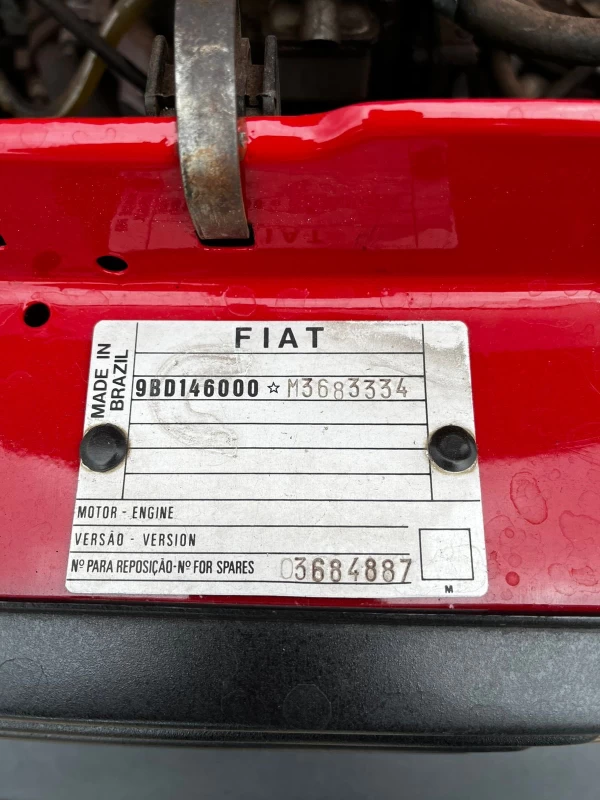 FIAT
MADE IN
BRAZIL
9BD146000 ☆ M3683334
MOTOR - ENGINE
VERSÃO - VERSION
Nº PARA REPOSIÇÃO - Nº FOR SPARES 03684887
M